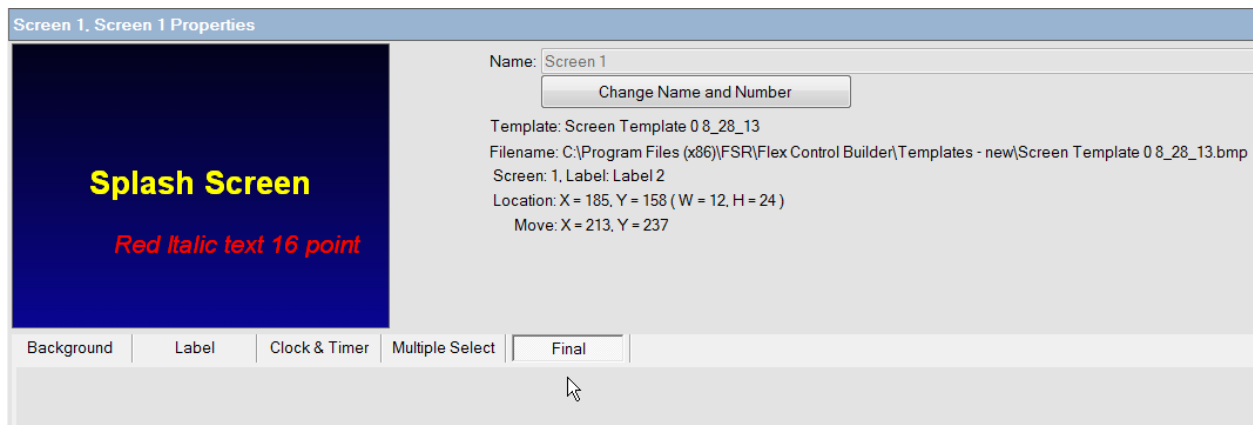 Screen 1, Screen 1 Properties
Splash Screen
Red Italic text 16 point
Name: Screen 1
Change Name and Number
Template: Screen Template 0 8_28_13
Filename: C:\Program Files (x86)\FSR\Flex Control Builder\Templates - new\Screen Template 0 8_28_13.bmp
Screen: 1, Label: Label 2
Location: X = 185, Y = 158 ( W = 12, H = 24 )
Move: X = 213, Y = 237
Background Label Clock & Timer Multiple Select Final